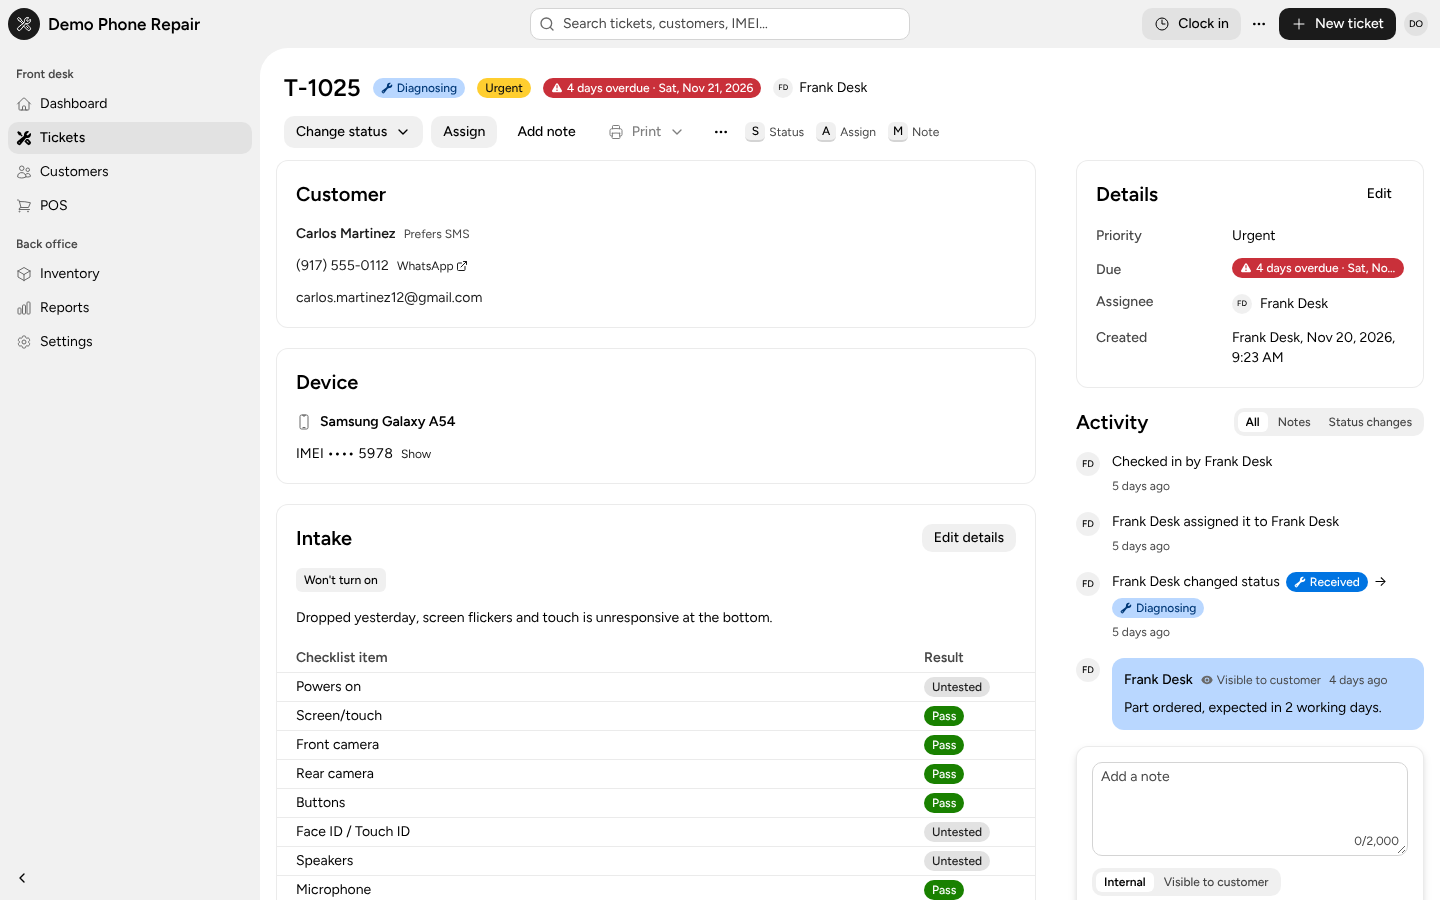 Demo Phone Repair
Search tickets, customers, IMEI...
Clock in
New ticket
DO
Front desk
Dashboard
Tickets
Customers
POS
Back office
Inventory
Reports
Settings
T-1025
Diagnosing
Urgent
4 days overdue · Sat, Nov 21, 2026
FD
Frank Desk
Change status
Assign
Add note
Print
S Status
A Assign
M Note
Customer
Carlos Martinez Prefers SMS
(917) 555-0112 WhatsApp
carlos.martinez12@gmail.com
Device
Samsung Galaxy A54
IMEI •••• 5978 Show
Intake
Edit details
Won't turn on
Dropped yesterday, screen flickers and touch is unresponsive at the bottom.
Checklist item Result
Powers on Untested
Screen/touch Pass
Front camera Pass
Rear camera Pass
Buttons Pass
Face ID / Touch ID Untested
Speakers Untested
Microphone Pass
Details
Edit
Priority Urgent
Due 4 days overdue · Sat, No...
Assignee FD Frank Desk
Created Frank Desk, Nov 20, 2026,
9:23 AM
Activity
All Notes Status changes
FD Checked in by Frank Desk
5 days ago
FD Frank Desk assigned it to Frank Desk
5 days ago
FD Frank Desk changed status Received →
Diagnosing
5 days ago
FD Frank Desk Visible to customer 4 days ago
Part ordered, expected in 2 working days.
Add a note
0/2,000
Internal Visible to customer